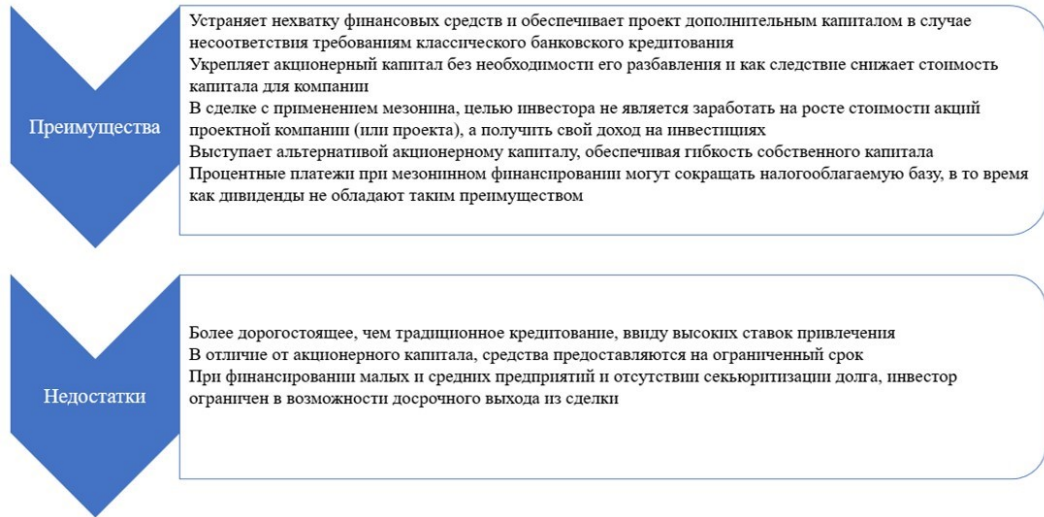 Преимущества
Устраняет нехватку финансовых средств и обеспечивает проект дополнительным капиталом в случае
несоответствия требованиям классического банковского кредитования
Укрепляет акционерный капитал без необходимости его разбавления и как следствие снижает стоимость
капитала для компании
В сделке с применением мезонина, целью инвестора не является заработать на росте стоимости акций
проектной компании (или проекта), а получить свой доход на инвестициях
Выступает альтернативой акционерному капиталу, обеспечивая гибкость собственного капитала
Процентные платежи при мезонинном финансировании могут сокращать налогооблагаемую базу, в то время
как дивиденды не обладают таким преимуществом
Недостатки
Более дорогостоящее, чем традиционное кредитование, ввиду высоких ставок привлечения
В отличие от акционерного капитала, средства предоставляются на ограниченный срок
При финансировании малых и средних предприятий и отсутствии секьюритизации долга, инвестор
ограничен в возможности досрочного выхода из сделки